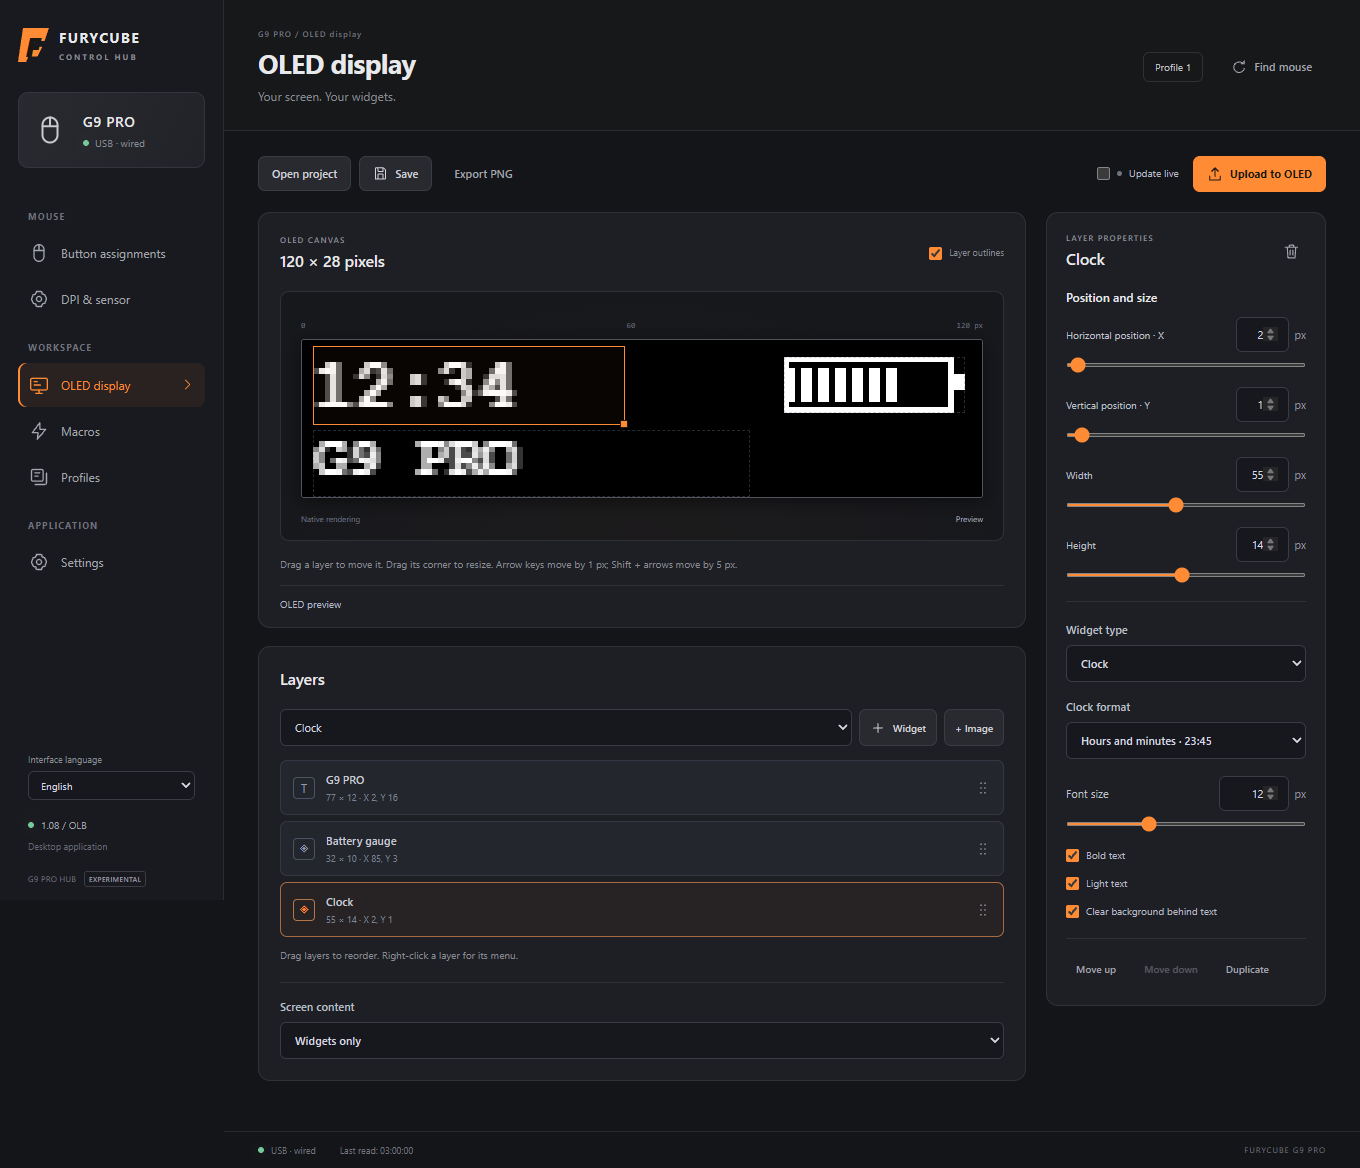 FURYCUBE
CONTROL HUB
G9 PRO
USB · wired
MOUSE
Button assignments
DPI & sensor
WORKSPACE
OLED display
Macros
Profiles
APPLICATION
Settings
Interface language
English
1.08 / OLB
Desktop application
G9 PRO HUB EXPERIMENTAL
G9 PRO / OLED display
OLED display
Your screen. Your widgets.
Profile 1
Find mouse
Open project
Save
Export PNG
Update live
Upload to OLED
OLED CANVAS
120 × 28 pixels
Layer outlines
0 60 120 px
12:34
G9 PRO
Native rendering
Preview
Drag a layer to move it. Drag its corner to resize. Arrow keys move by 1 px; Shift + arrows move by 5 px.
OLED preview
Layers
Clock
+ Widget
+ Image
T
G9 PRO
77 × 12 · X 2, Y 16
Battery gauge
32 × 10 · X 85, Y 3
Clock
55 × 14 · X 2, Y 1
Drag layers to reorder. Right-click a layer for its menu.
Screen content
Widgets only
LAYER PROPERTIES
Clock
Position and size
Horizontal position · X 2 px
Vertical position · Y 1 px
Width 55 px
Height 14 px
Widget type
Clock
Clock format
Hours and minutes · 23:45
Font size 12 px
Bold text
Light text
Clear background behind text
Move up
Move down
Duplicate
USB · wired
Last read: 03:00:00
FURYCUBE G9 PRO